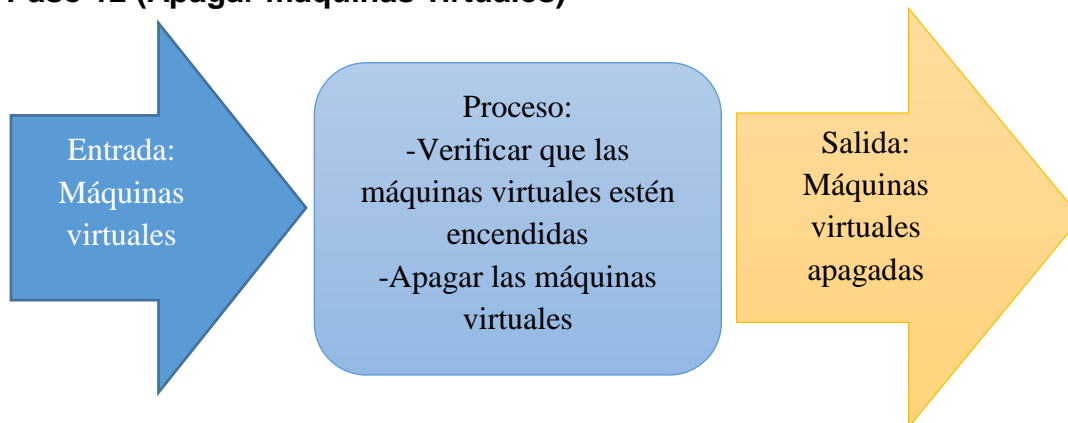 Paso 12 (Apagar máquinas virtuales)
Entrada:
Máquinas
virtuales
Proceso:
-Verificar que las
máquinas virtuales estén
encendidas
-Apagar las máquinas
virtuales
Salida:
Máquinas
virtuales
apagadas